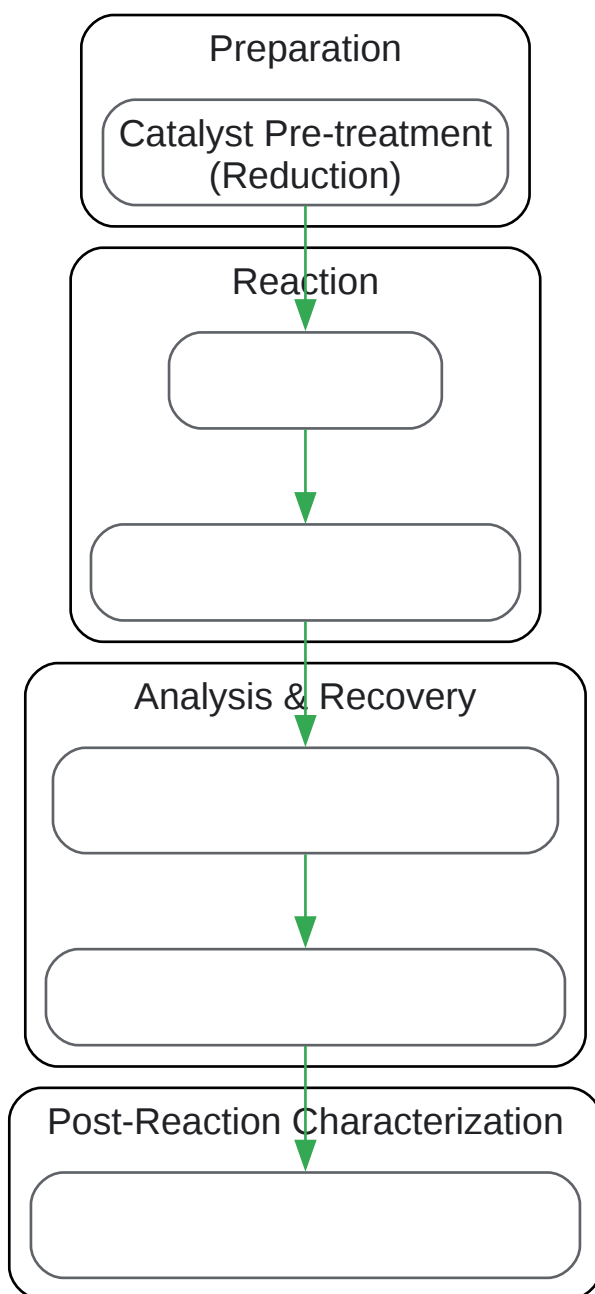 Preparation
Catalyst Pre-treatment
(Reduction)
Reaction
Analysis & Recovery
Post-Reaction Characterization